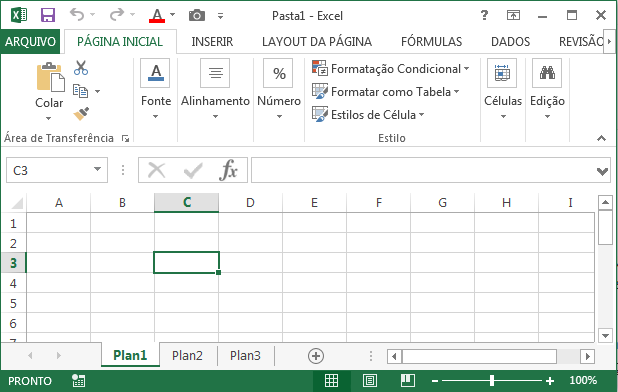 Pasta1 - Excel
ARQUIVO PÁGINA INICIAL INSERIR LAYOUT DA PÁGINA FÓRMULAS DADOS REVISÃO
Colar
Fonte
Alinhamento
%
Número
Formatação Condicional
Formatar como Tabela
Estilos de Célula
Células
Edição
Área de Transferência
Estilo
C3
fx
A B C D E F G H I
1
2
3
4
5
6
7
Plan1 Plan2 Plan3
PRONTO
100%